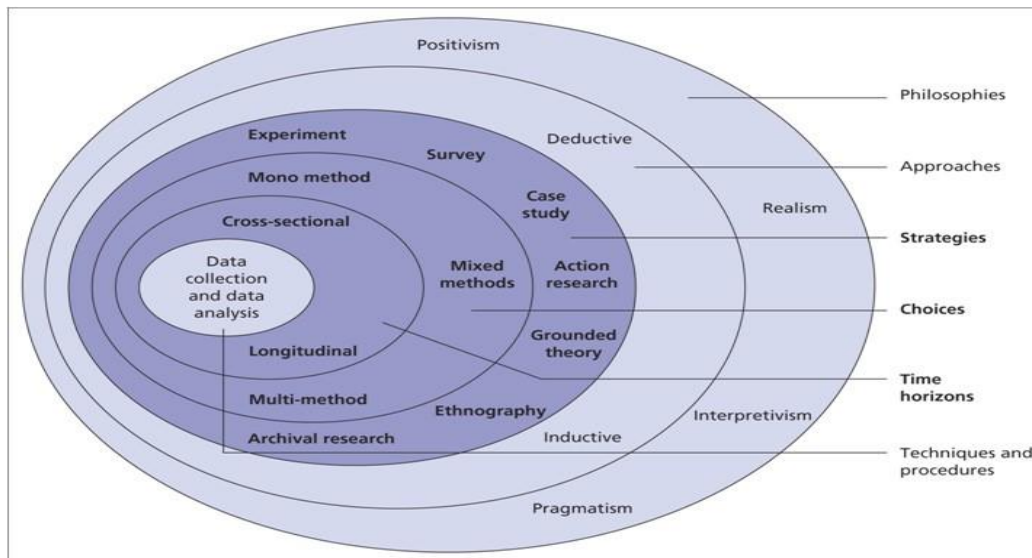 Positivism
Philosophies
Experiment
Deductive
Survey
Approaches
Mono method
Case
study
Realism
Cross-sectional
Strategies
Data
collection
and data
analysis
Mixed
methods
Action
research
Choices
Grounded
theory
Longitudinal
Time
horizons
Multi-method
Ethnography
Interpretivism
Archival research
Inductive
Techniques and
procedures
Pragmatism